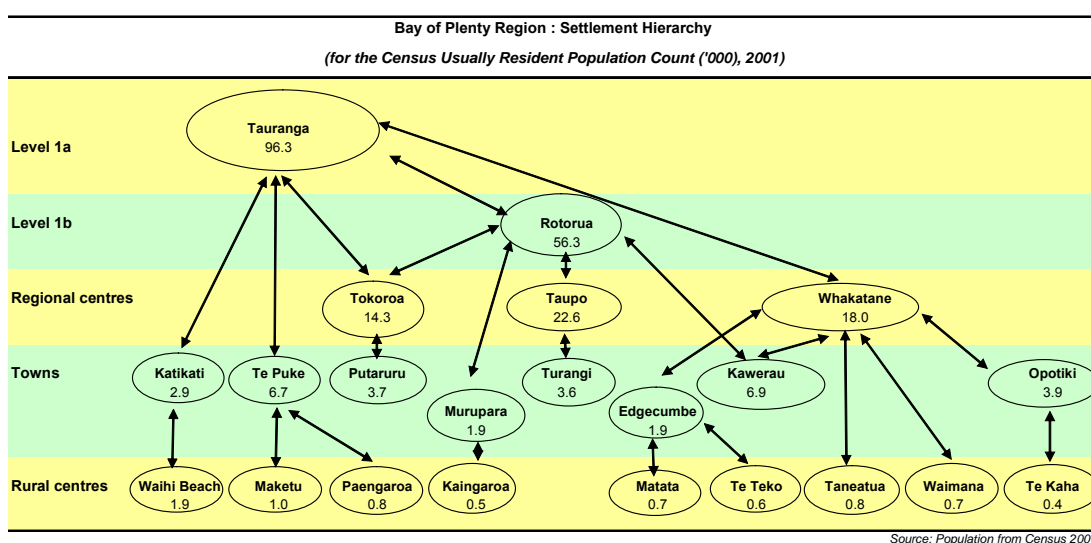 Bay of Plenty Region : Settlement Hierarchy
(for the Census Usually Resident Population Count ('000), 2001)
Level 1a
Tauranga
96.3
Level 1b
Rotorua
56.3
Regional centres
Tokoroa
14.3
Taupo
22.6
Whakatane
18.0
Towns
Katikati
2.9
Te Puke
6.7
Putaruru
3.7
Murupara
1.9
Turangi
3.6
Edgecumbe
1.9
Kawerau
6.9
Opotiki
3.9
Rural centres
Waihi Beach
1.9
Maketu
1.0
Paengaroa
0.8
Kaingaroa
0.5
Matata
0.7
Te Teko
0.6
Taneatua
0.8
Waimana
0.7
Te Kaha
0.4
Source: Population from Census 200